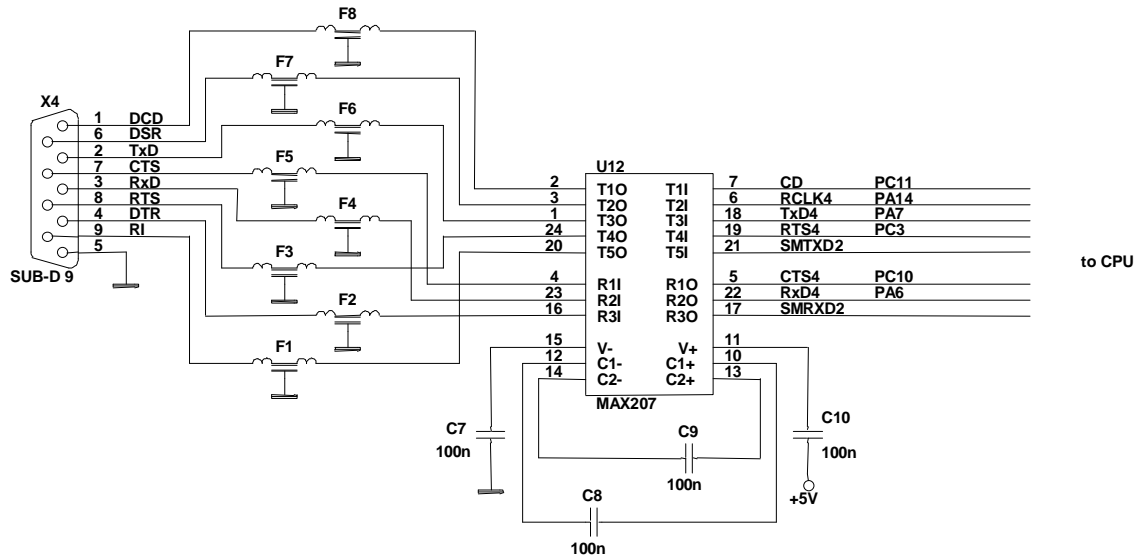 F8
F7
X4
F6
1 DCD
6 DSR
2 TxD
F5
7 CTS
3 RxD
8 RTS
F4
4 DTR
9 RI
5
F3
SUB-D 9
F2
F1
U12
2 T1O T1I 7 CD PC11
3 T2O T2I 6 RCLK4 PA14
1 T3O T3I 18 TxD4 PA7
24 T4O T4I 19 RTS4 PC3
20 T5O T5I 21 SMTXD2
to CPU
4 R1I R1O 5 CTS4 PC10
23 R2I R2O 22 RxD4 PA6
16 R3I R3O 17 SMRXD2
15 V- V+ 11
12 C1- C1+ 10
14 C2- C2+ 13
MAX207
C7
100n
C9
100n
C10
100n
C8
100n
+5V